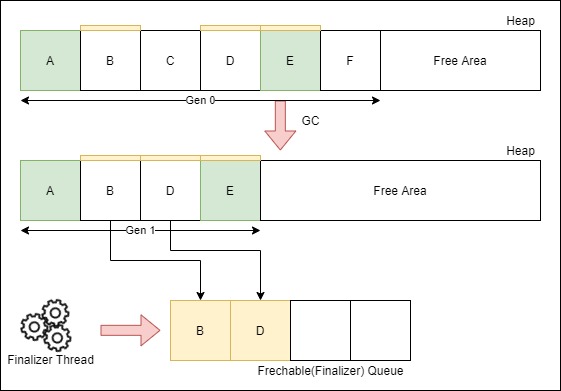 Heap
A B C D E F Free Area
Gen 0
GC
Heap
A B D E Free Area
Gen 1
B D
Finalizer Thread
Frechable(Finalizer) Queue